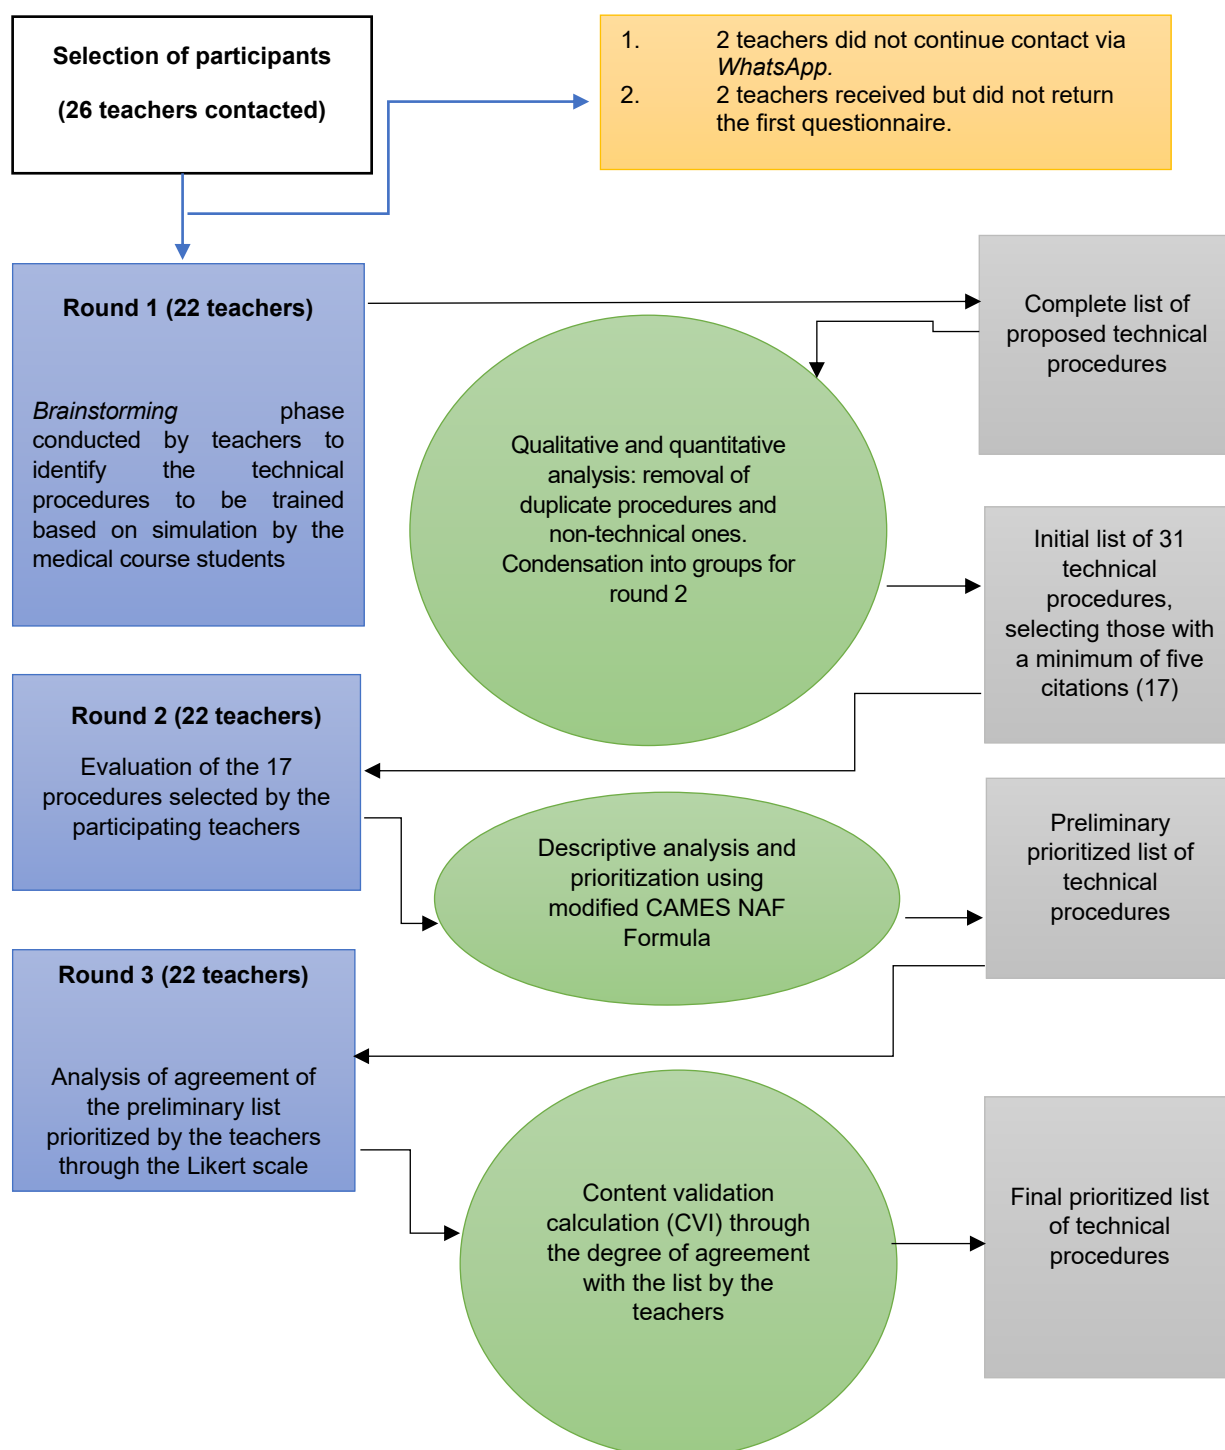 Selection of participants
(26 teachers contacted)
1. 2 teachers did not continue contact via
WhatsApp.
2. 2 teachers received but did not return
the first questionnaire.
Round 1 (22 teachers)
Brainstorming phase
conducted by teachers to
identify the technical
procedures to be trained
based on simulation by the
medical course students
Complete list of
proposed technical
procedures
Qualitative and quantitative
analysis: removal of
duplicate procedures and
non-technical ones.
Condensation into groups for
round 2
Initial list of 31
technical
procedures,
selecting those with
a minimum of five
citations (17)
Round 2 (22 teachers)
Evaluation of the 17
procedures selected by the
participating teachers
Descriptive analysis and
prioritization using
modified CAMES NAF
Formula
Preliminary
prioritized list of
technical
procedures
Round 3 (22 teachers)
Analysis of agreement of
the preliminary list
prioritized by the teachers
through the Likert scale
Content validation
calculation (CVI) through
the degree of agreement
with the list by the
teachers
Final prioritized list
of technical
procedures